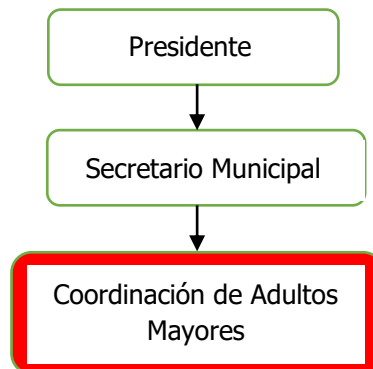 Presidente
Secretario Municipal
Coordinación de Adultos
Mayores